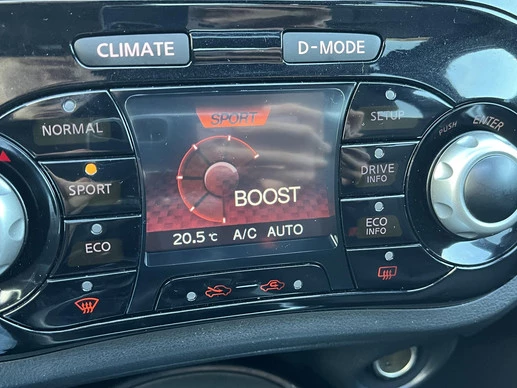 CLIMATE
D-MODE
NORMAL
SPORT
SETUP
PUSH ENTER
SPORT
DRIVE
INFO
BOOST
ECO
ECO
INFO
20.5°C A/C AUTO